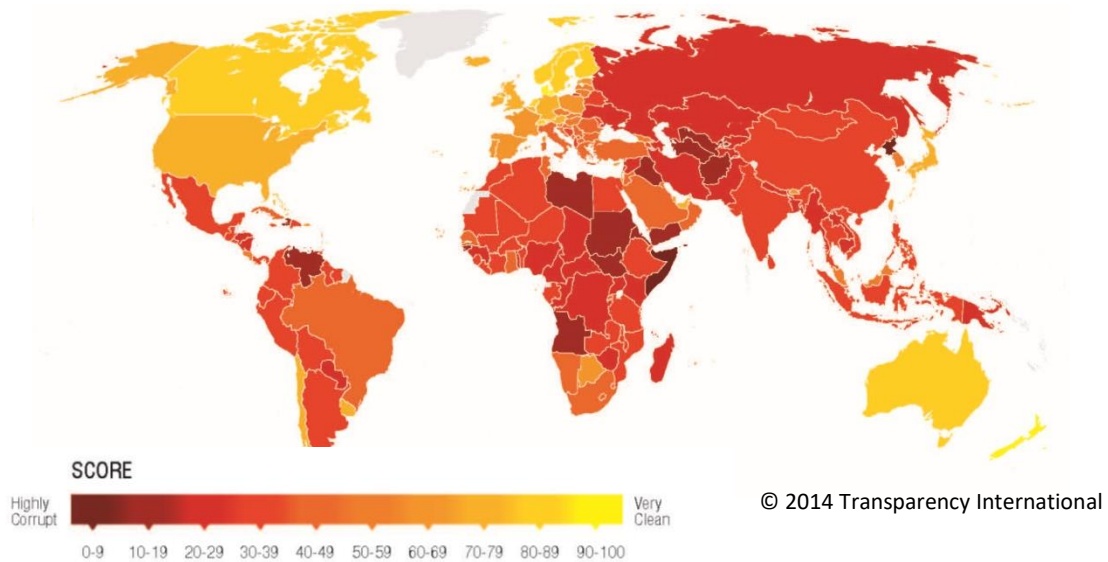 SCORE
Highly
Corrupt
Very
Clean
0-9 10-19 20-29 30-39 40-49 50-59 60-69 70-79 80-89 90-100
© 2014 Transparency International